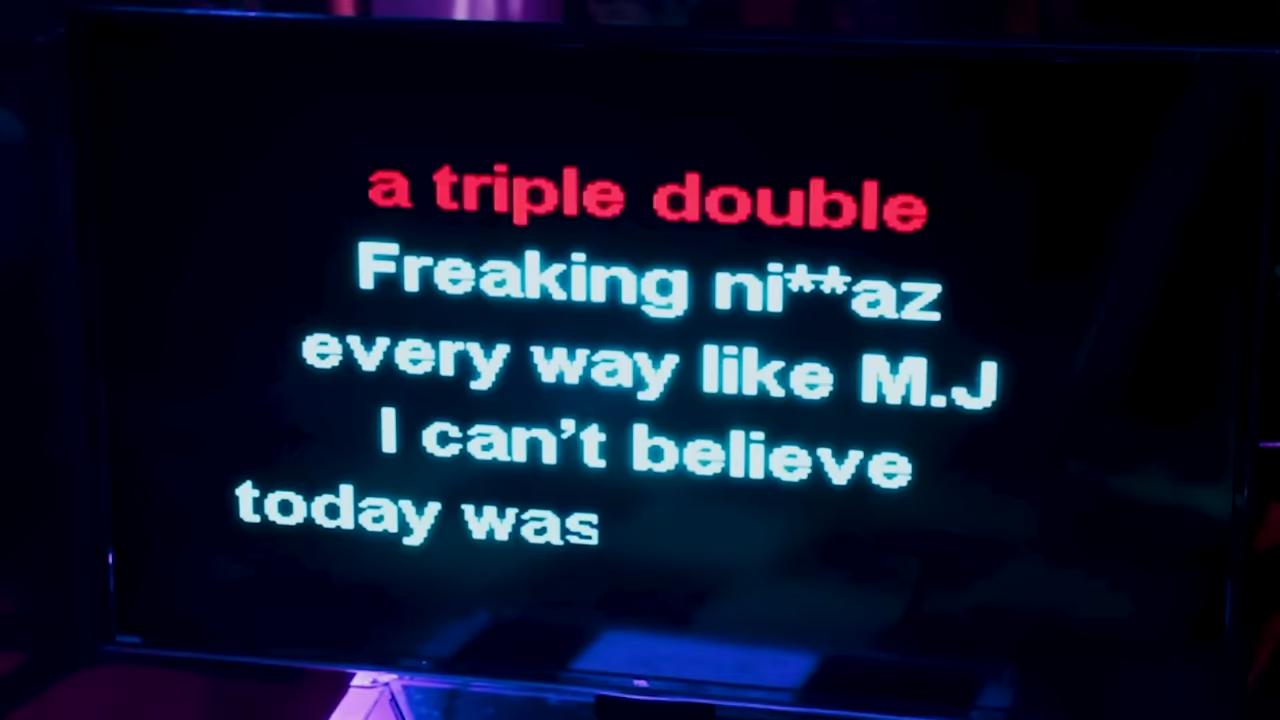 a triple double
Freaking ni**az
every way like M.J
I can't believe
today was